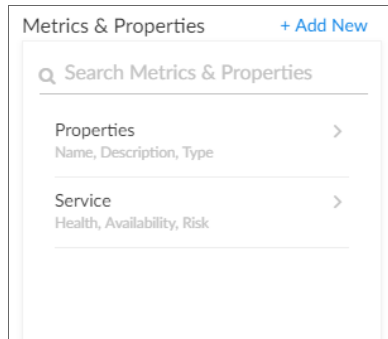 Metrics & Properties + Add New
Search Metrics & Properties
Properties
Name, Description, Type
Service
Health, Availability, Risk